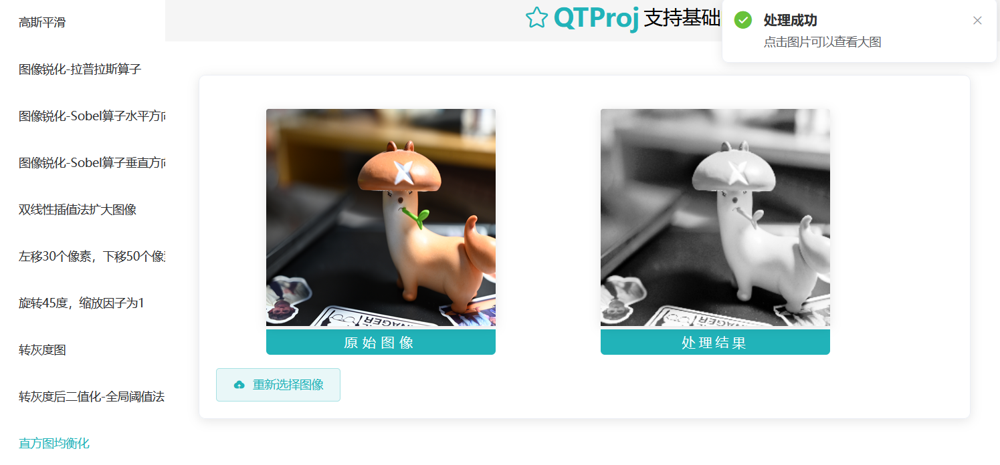 高斯平滑
图像锐化-拉普拉斯算子
图像锐化-Sobel算子水平方向
图像锐化-Sobel算子垂直方向
双线性插值法扩大图像
左移30个像素，下移50个像
旋转45度，缩放因子为1
转灰度图
转灰度后二值化-全局阈值法
直方图均衡化
QTProj 支持基础
处理成功
点击图片可以查看大图
NAGER
NAGER
原始图像
处理结果
重新选择图像